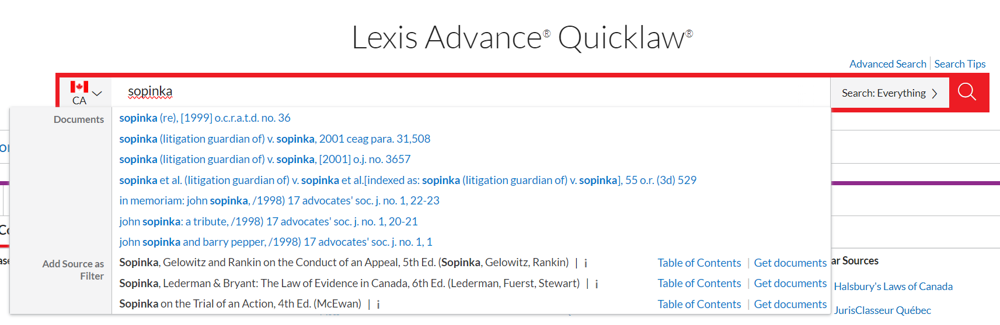 Lexis Advance® Quicklaw®
Advanced Search | Search Tips
CA
sopinka
Search: Everything
Documents
sopinka (re), [1999] o.c.r.a.t.d. no. 36
sopinka (litigation guardian of) v. sopinka, 2001 ceag para. 31,508
sopinka (litigation guardian of) v. sopinka, [2001] o.j. no. 3657
sopinka et al. (litigation guardian of) v. sopinka et al.[indexed as: sopinka (litigation guardian of) v. sopinka], 55 o.r. (3d) 529
in memoriam: john sopinka, /1998) 17 advocates' soc. j. no. 1, 22-23
john sopinka: a tribute, /1998) 17 advocates' soc. j. no. 1, 20-21
john sopinka and barry pepper, /1998) 17 advocates' soc. j. no. 1, 1
Add Source as
Filter
Sopinka, Gelowitz and Rankin on the Conduct of an Appeal, 5th Ed. (Sopinka, Gelowitz, Rankin) | i Table of Contents | Get documents
Sopinka, Lederman & Bryant: The Law of Evidence in Canada, 6th Ed. (Lederman, Fuerst, Stewart) | i Table of Contents | Get documents
Sopinka on the Trial of an Action, 4th Ed. (McEwan) | i Table of Contents | Get documents
ar Sources
Halsbury's Laws of Canada
JurisClasseur Québec